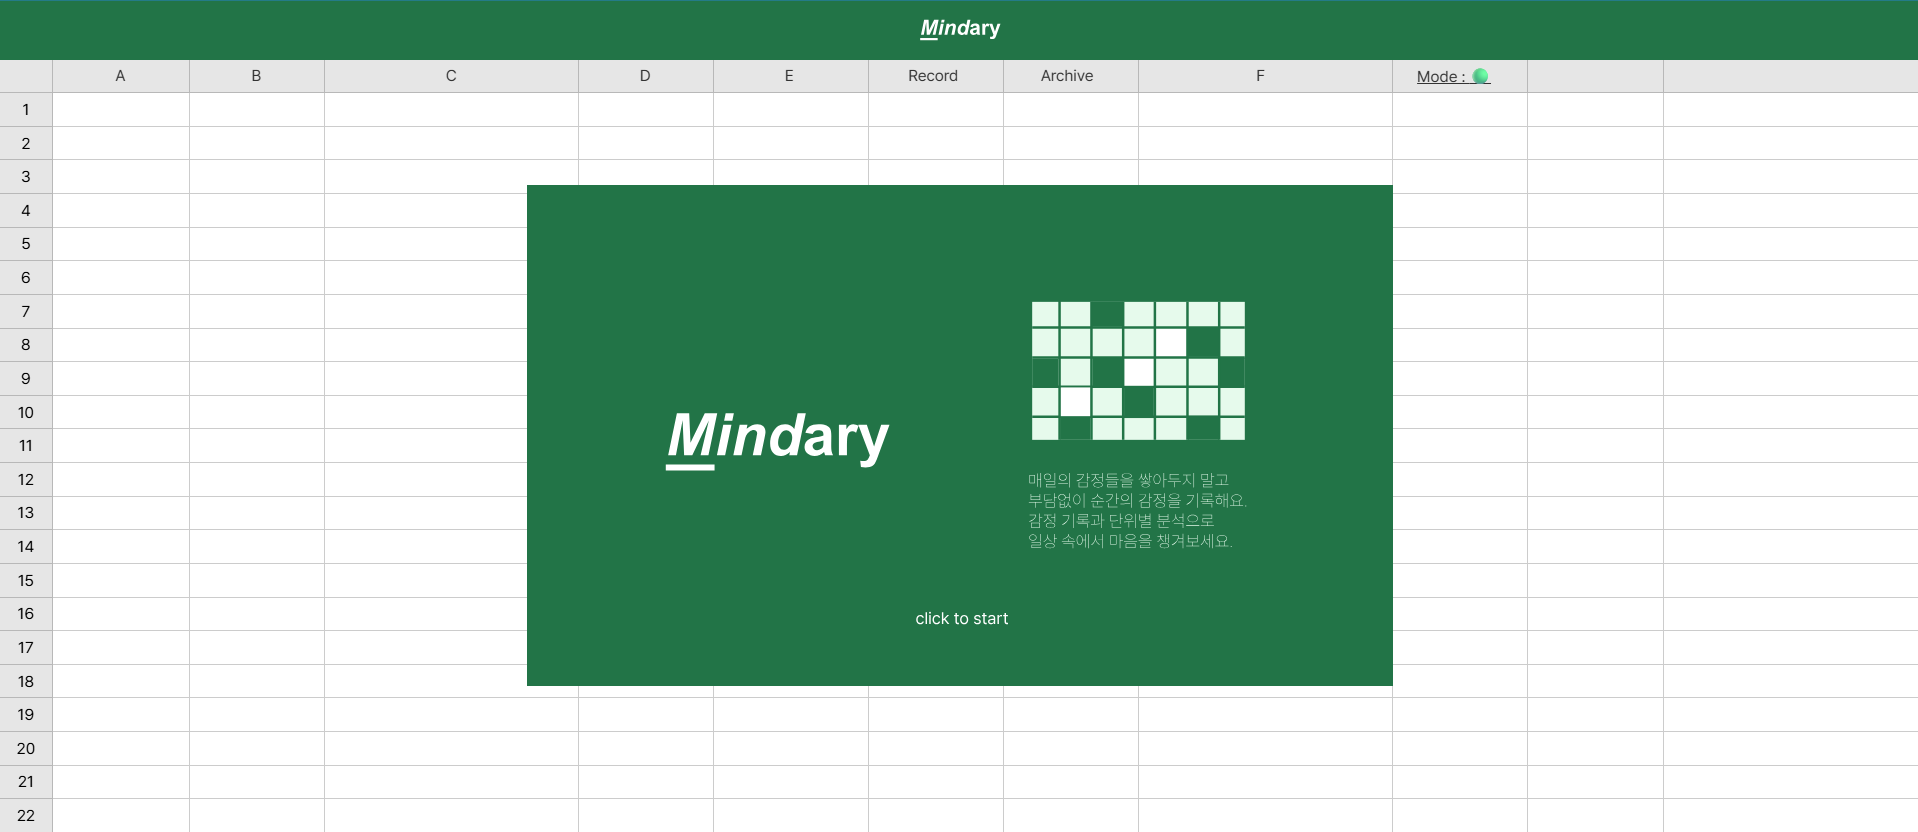 Mindary
A B C D E Record Archive F Mode :
1
2
3
4
5
6
7
8
9
10
11
12
13
14
15
16
17
18
19
20
21
22
Mindary
매일의 감정들을 쌓아두지 말고
부담없이 순간의 감정을 기록해요.
감정 기록과 단위별 분석으로
일상 속에서 마음을 챙겨보세요.
click to start